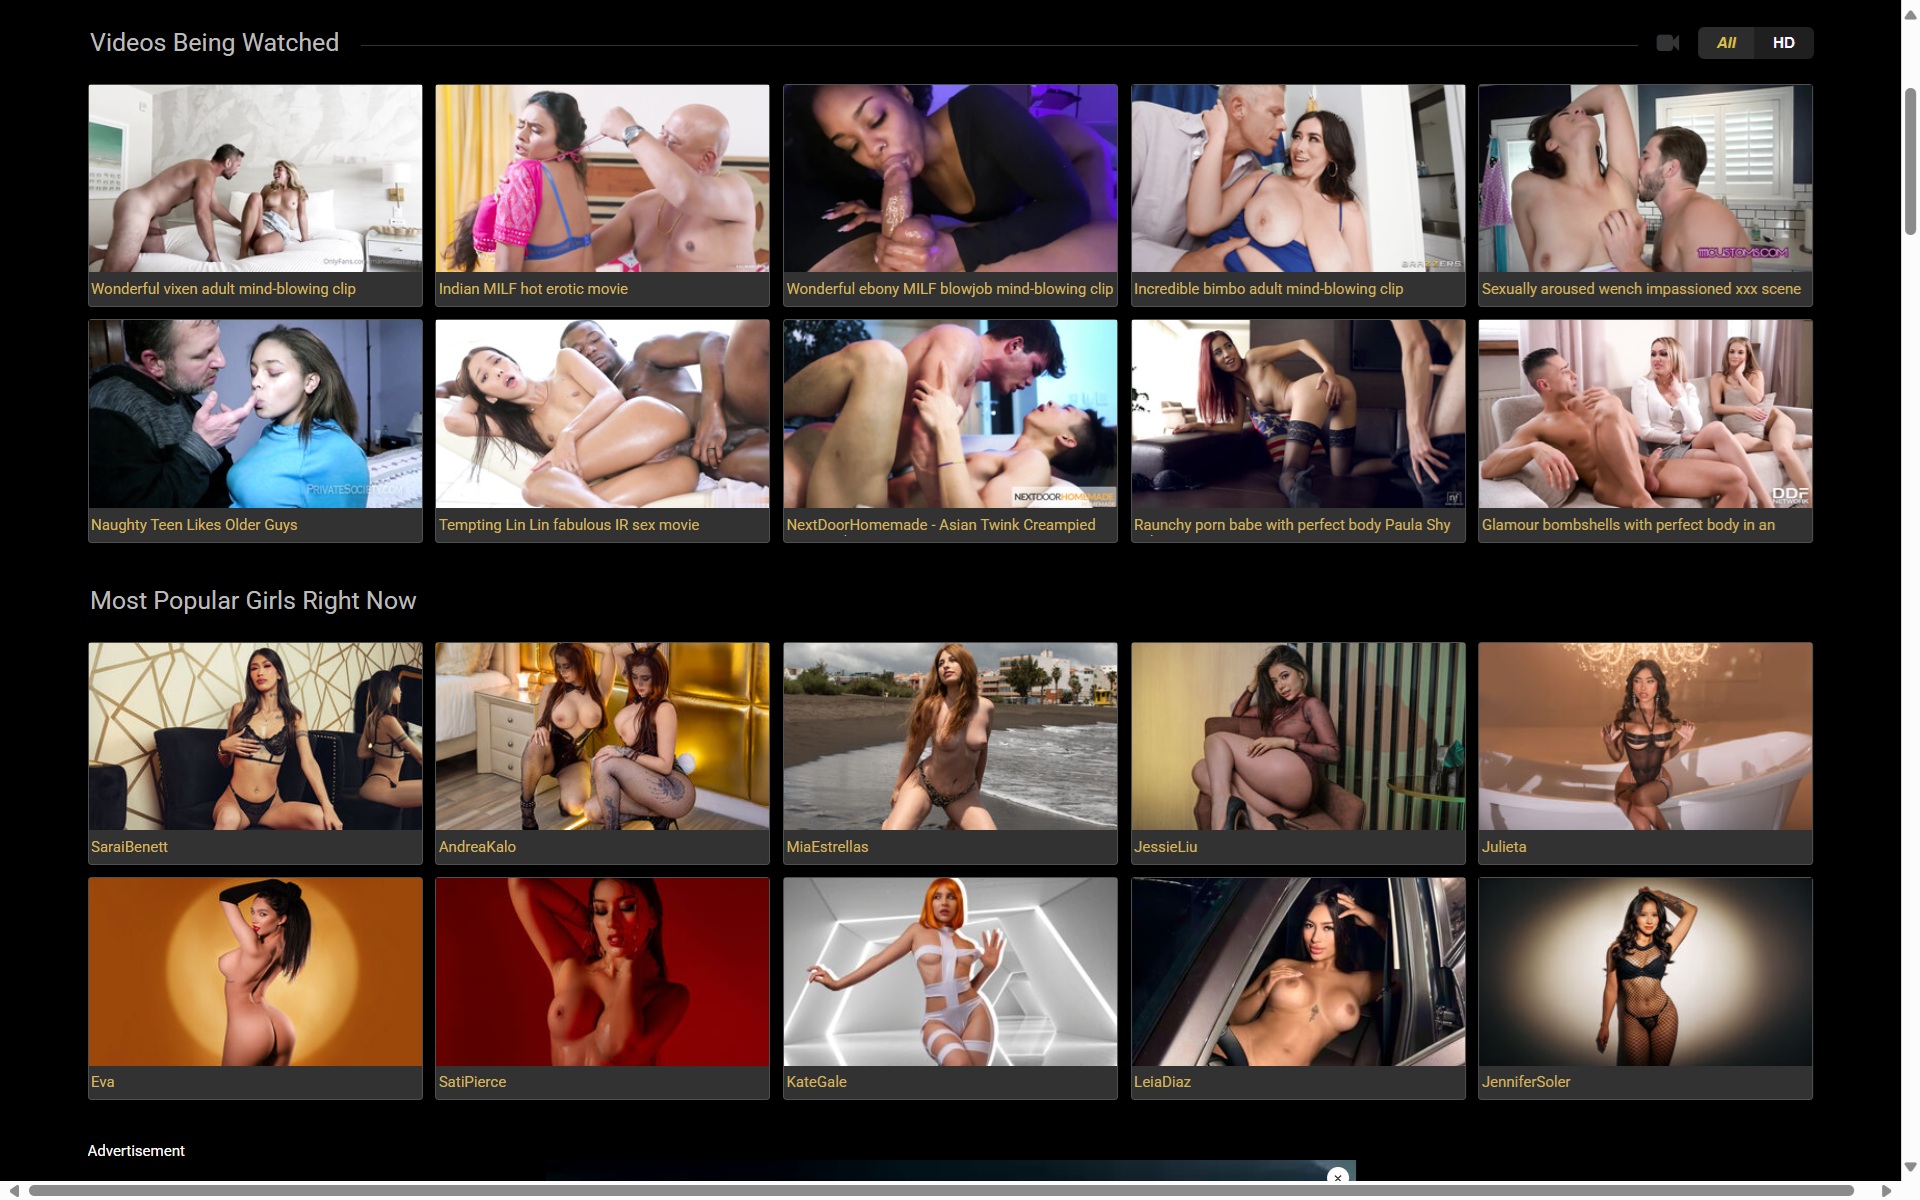 Videos Being Watched
All
HD
OnlyFans.com
BRAZZERS
Wonderful vixen adult mind-blowing clip
Indian MILF hot erotic movie
Wonderful ebony MILF blowjob mind-blowing clip
Incredible bimbo adult mind-blowing clip
Sexually aroused wench impassioned xxx scene
NEXTDOORHOMEMADE
DDF
NETWORK
Naughty Teen Likes Older Guys
Tempting Lin Lin fabulous IR sex movie
NextDoorHomemade - Asian Twink Creampied
Raunchy porn babe with perfect body Paula Shy
Glamour bombshells with perfect body in an
Most Popular Girls Right Now
SaraiBenett
AndreaKalo
MiaEstrellas
JessieLiu
Julieta
Eva
SatiPierce
KateGale
LeiaDiaz
JenniferSoler
Advertisement